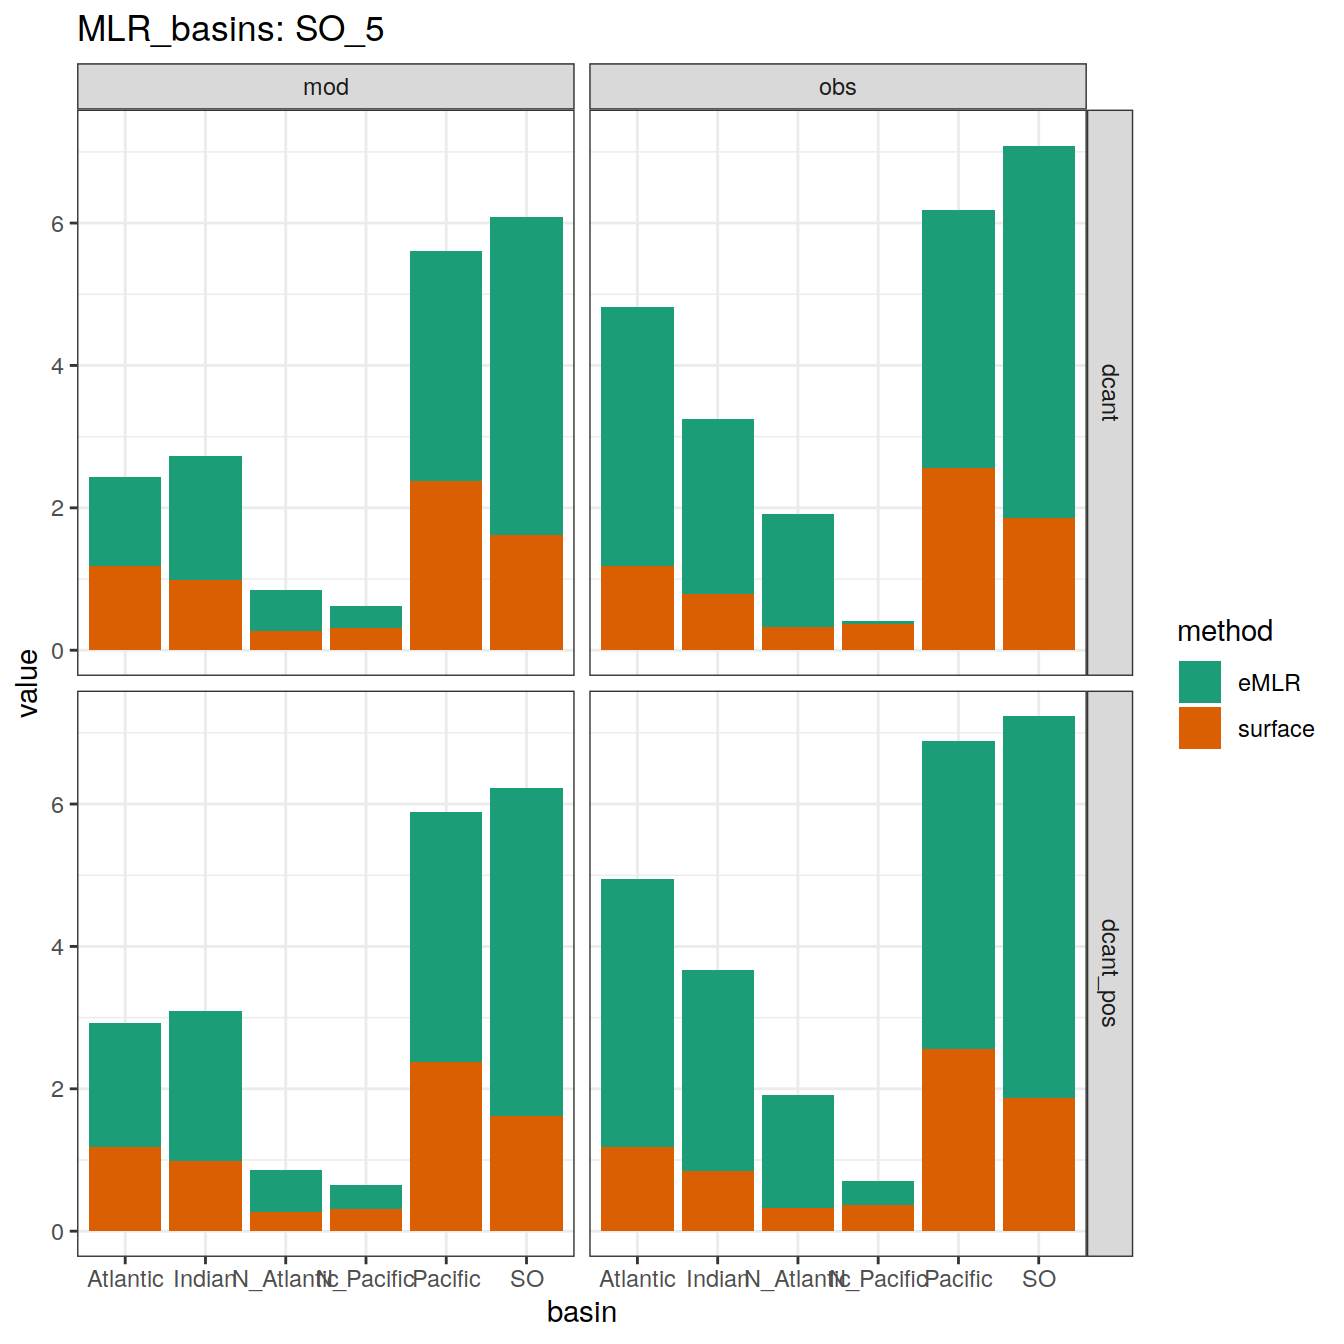 MLR_basins: SO_5
mod
obs
6
4
2
0
dcant
6
4
2
0
dcant_pos
value
Atlantic Indian N_Atlantic N_Pacific Pacific SO
Atlantic Indian N_Atlantic N_Pacific Pacific SO
basin
method
eMLR
surface